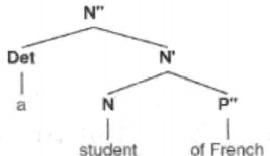 N"
Det N'
a N P"
student of French